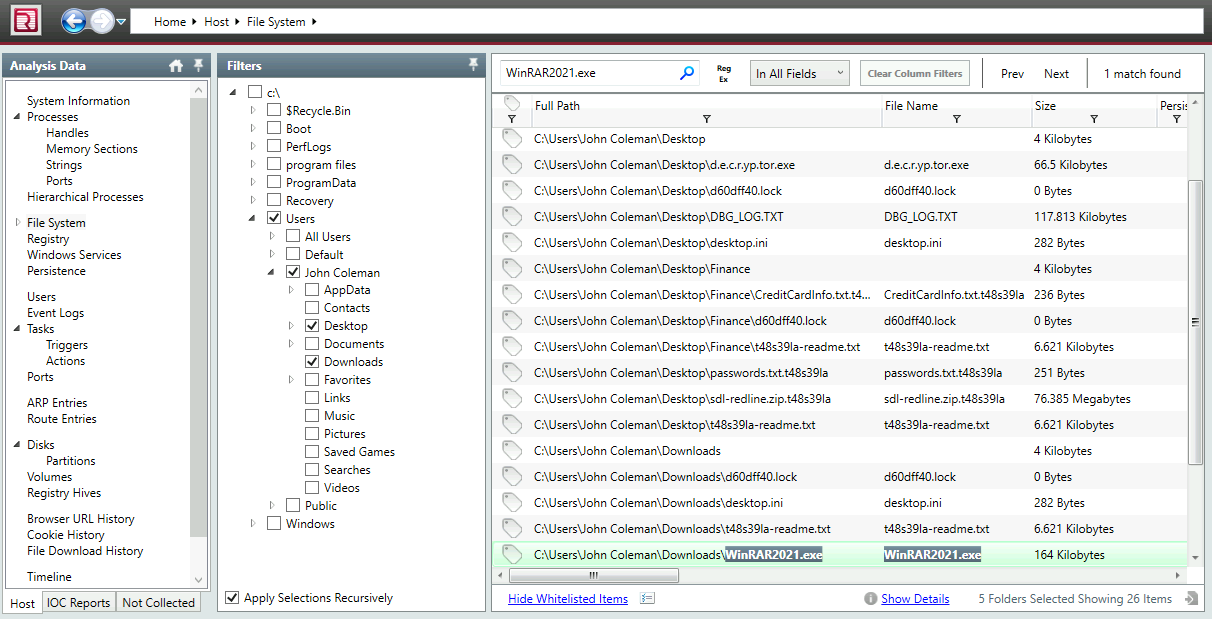 Home Host File System
Analysis Data
System Information
Processes
Handles
Memory Sections
Strings
Ports
Hierarchical Processes
File System
Registry
Windows Services
Persistence
Users
Event Logs
Tasks
Triggers
Actions
Ports
ARP Entries
Route Entries
Disks
Partitions
Volumes
Registry Hives
Browser URL History
Cookie History
File Download History
Timeline
Host IOC Reports Not Collected
Filters
c:\
$Recycle.Bin
Boot
PerfLogs
program files
ProgramData
Recovery
Users
All Users
Default
John Coleman
AppData
Contacts
Desktop
Documents
Downloads
Favorites
Links
Music
Pictures
Saved Games
Searches
Videos
Public
Windows
Apply Selections Recursively
WinRAR2021.exe Reg Ex In All Fields Clear Column Filters Prev Next 1 match found
Full Path File Name Size Persis
C:\Users\John Coleman\Desktop 4 Kilobytes
C:\Users\John Coleman\Desktop\d.e.c.r.yp.tor.exe d.e.c.r.yp.tor.exe 66.5 Kilobytes
C:\Users\John Coleman\Desktop\d60dff40.lock d60dff40.lock 0 Bytes
C:\Users\John Coleman\Desktop\DBG_LOG.TXT DBG_LOG.TXT 117.813 Kilobytes
C:\Users\John Coleman\Desktop\desktop.ini desktop.ini 282 Bytes
C:\Users\John Coleman\Desktop\Finance 4 Kilobytes
C:\Users\John Coleman\Desktop\Finance\CreditCardInfo.txt.t4... CreditCardInfo.txt.t48s39la 236 Bytes
C:\Users\John Coleman\Desktop\Finance\d60dff40.lock d60dff40.lock 0 Bytes
C:\Users\John Coleman\Desktop\Finance\t48s39la-readme.txt t48s39la-readme.txt 6.621 Kilobytes
C:\Users\John Coleman\Desktop\passwords.txt.t48s39la passwords.txt.t48s39la 251 Bytes
C:\Users\John Coleman\Desktop\sdl-redline.zip.t48s39la sdl-redline.zip.t48s39la 76.385 Megabytes
C:\Users\John Coleman\Desktop\t48s39la-readme.txt t48s39la-readme.txt 6.621 Kilobytes
C:\Users\John Coleman\Downloads 4 Kilobytes
C:\Users\John Coleman\Downloads\d60dff40.lock d60dff40.lock 0 Bytes
C:\Users\John Coleman\Downloads\desktop.ini desktop.ini 282 Bytes
C:\Users\John Coleman\Downloads\t48s39la-readme.txt t48s39la-readme.txt 6.621 Kilobytes
C:\Users\John Coleman\Downloads\WinRAR2021.exe WinRAR2021.exe 164 Kilobytes
Hide Whitelisted Items Show Details 5 Folders Selected Showing 26 Items